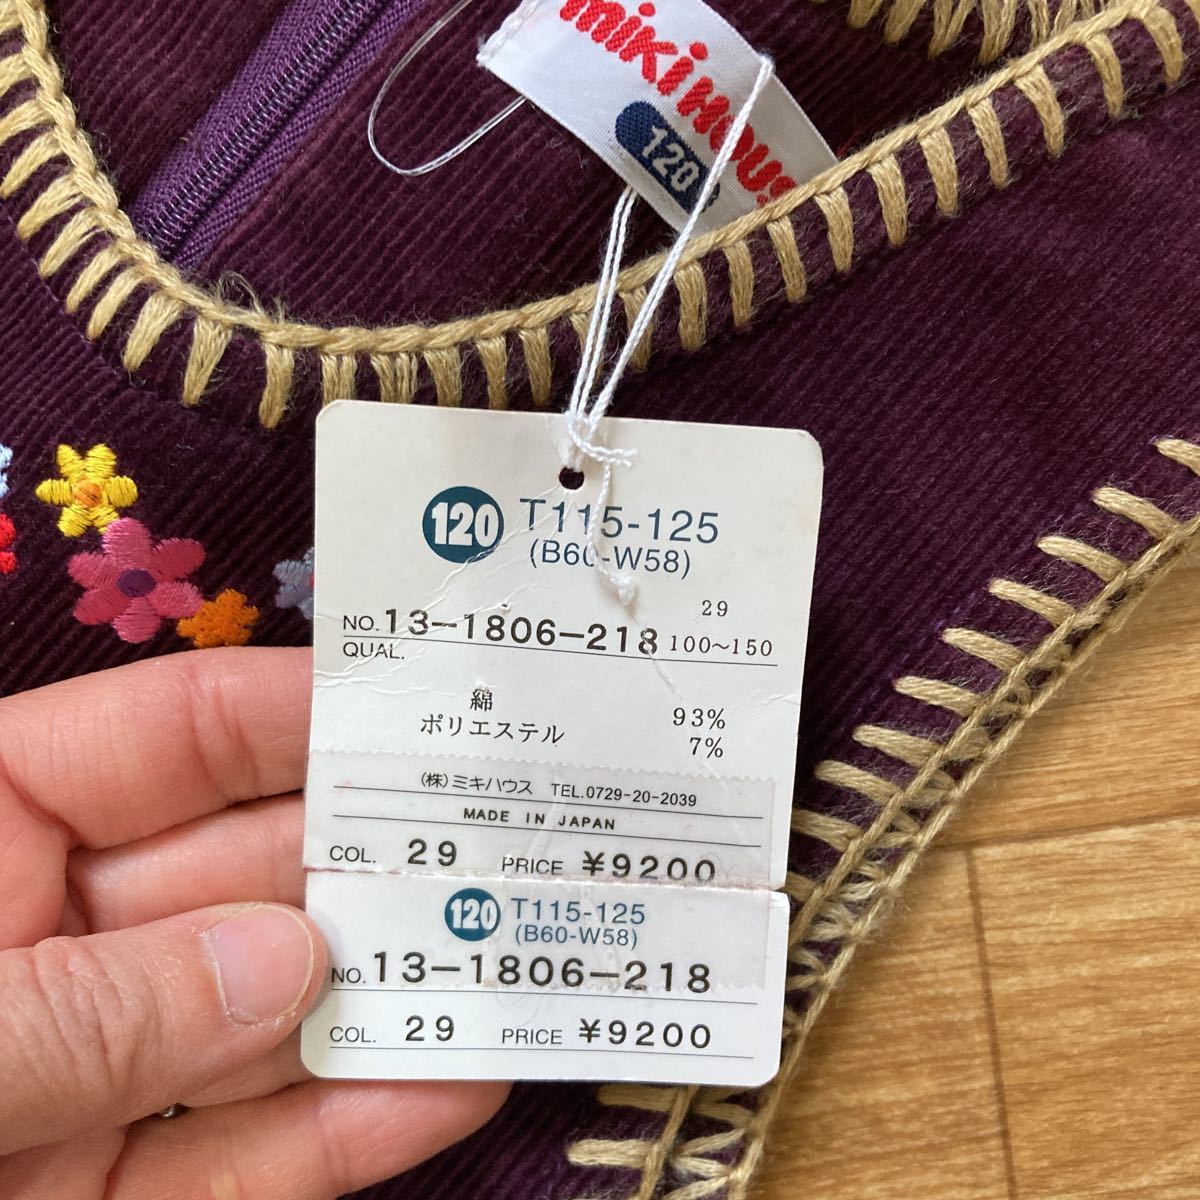 120
120 T115-125
(B60-W58)
29
NO. 13-1806-218 100~150
QUAL.
綿 93%
ポリエステル 7%
(株)ミキハウス TEL.0729-20-2039
MADE IN JAPAN
COL. 29 PRICE ¥9200
120 T115-125
(B60-W58)
NO. 13-1806-218
COL. 29 PRICE ¥9200